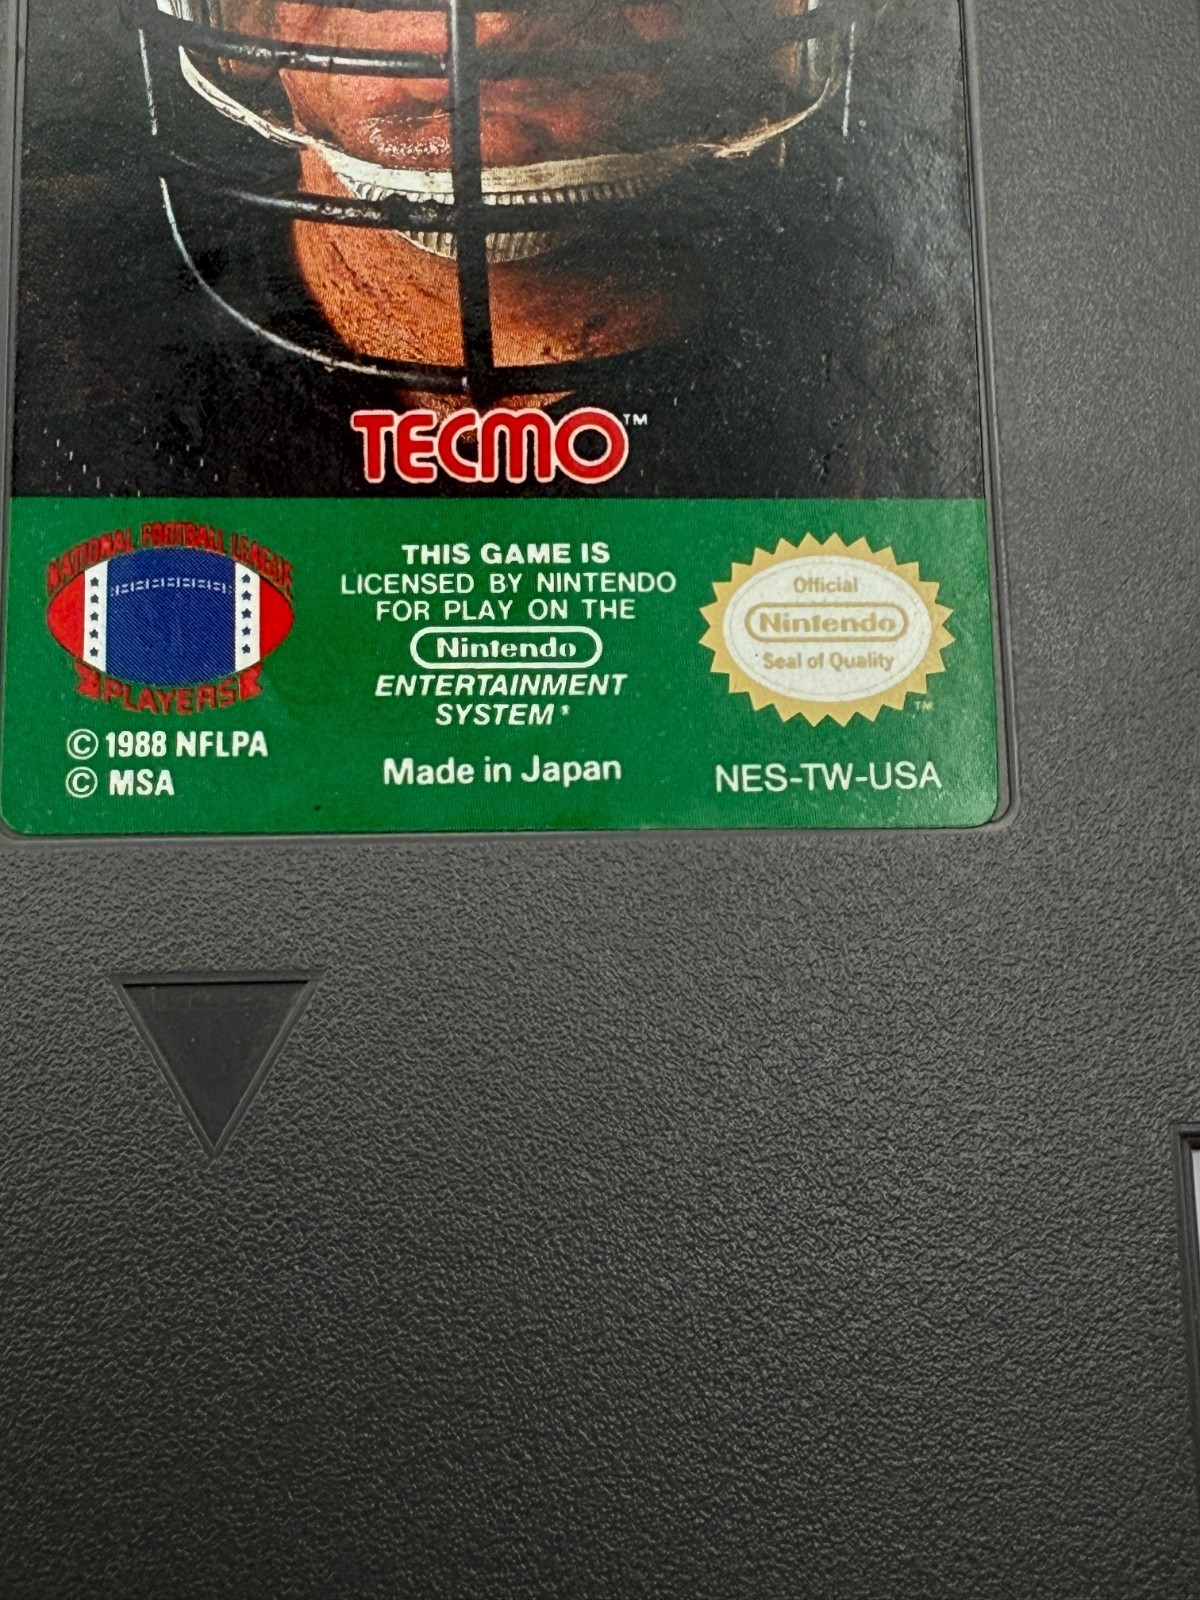 TECMO™
NATIONAL FOOTBALL LEAGUE
PLAYERS
© 1988 NFLPA
© MSA
THIS GAME IS
LICENSED BY NINTENDO
FOR PLAY ON THE
Nintendo
ENTERTAINMENT
SYSTEM®
Made in Japan
Official
Nintendo
Seal of Quality
TM
NES-TW-USA